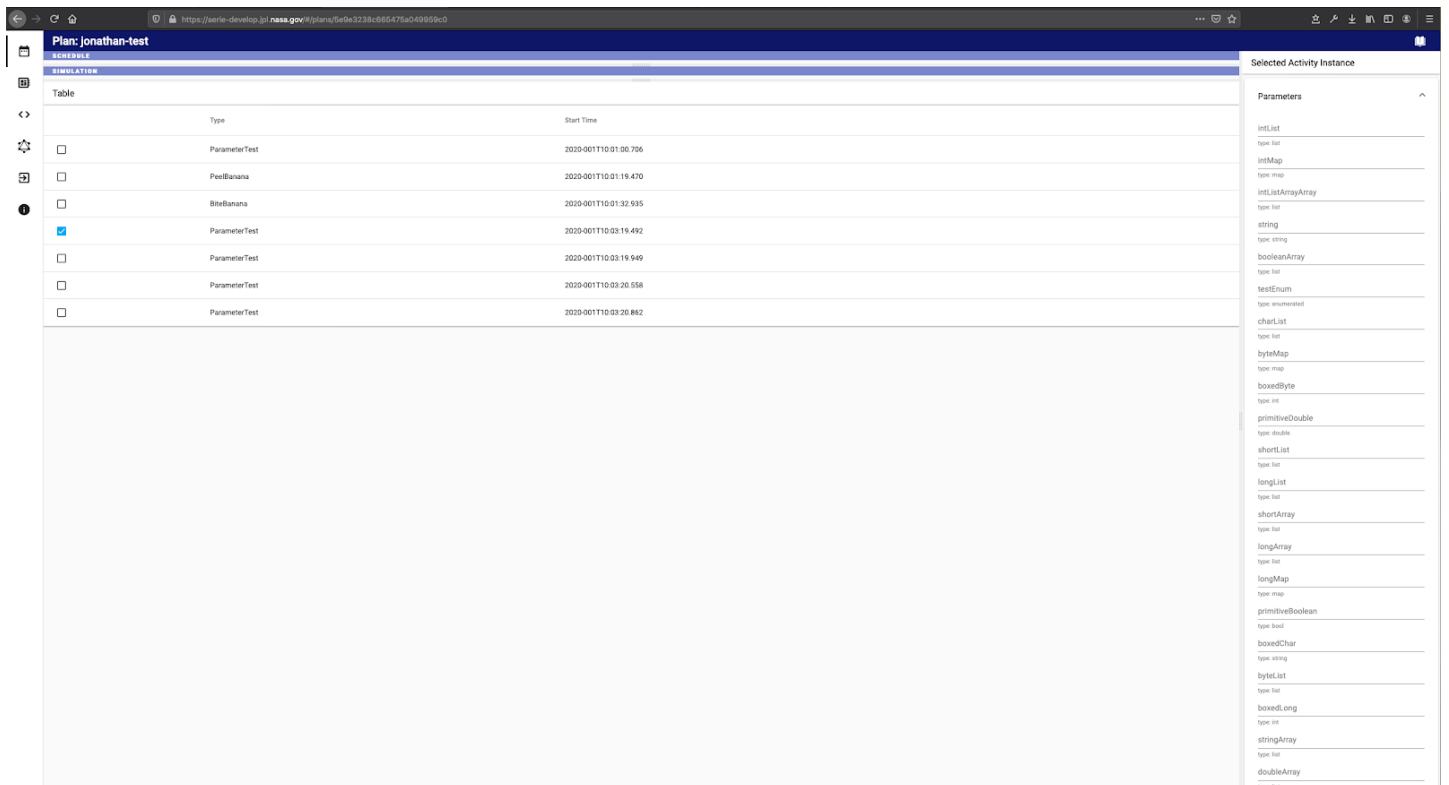 https://aerie-develop.jpl.nasa.gov/#/plans/5e9e3238c665475a049959c0
Plan: jonathan-test
SCHEDULE
SIMULATION
Table
Type Start Time
ParameterTest 2020-001T10:01:00.706
PeelBanana 2020-001T10:01:19.470
BiteBanana 2020-001T10:01:32.935
ParameterTest 2020-001T10:03:19.492
ParameterTest 2020-001T10:03:19.949
ParameterTest 2020-001T10:03:20.558
ParameterTest 2020-001T10:03:20.862
Selected Activity Instance
Parameters
intList
type: list
intMap
type: map
intListArrayArray
type: list
string
type: string
booleanArray
type: list
testEnum
type: enumerated
charList
type: list
byteMap
type: map
boxedByte
type: int
primitiveDouble
type: double
shortList
type: list
longList
type: list
shortArray
type: list
longArray
type: list
longMap
type: map
primitiveBoolean
type: bool
boxedChar
type: string
byteList
type: list
boxedLong
type: int
stringArray
type: list
doubleArray